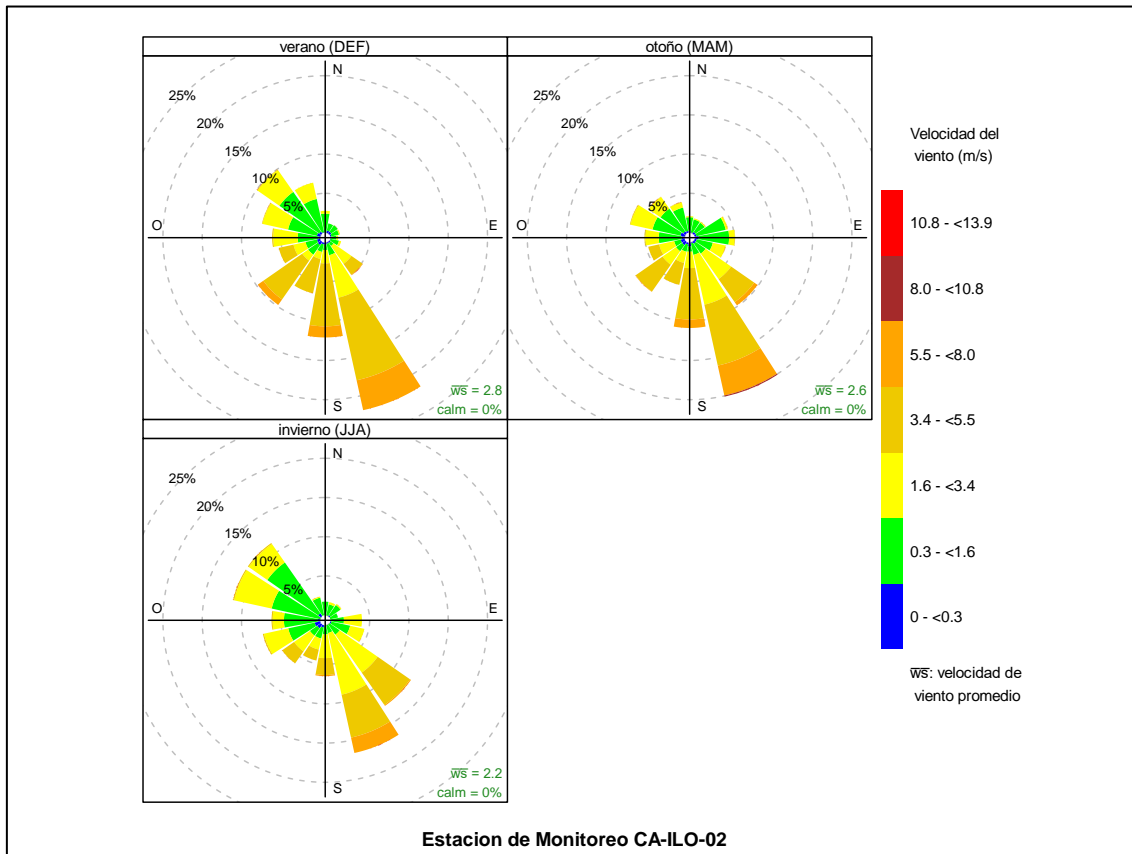 verano (DEF)
N
25%
20%
15%
10%
5%
O
E
S
ws = 2.8
calm = 0%
otoño (MAM)
N
25%
20%
15%
10%
5%
O
E
S
ws = 2.6
calm = 0%
invierno (JJA)
N
25%
20%
15%
10%
5%
O
E
S
ws = 2.2
calm = 0%
Velocidad del
viento (m/s)
10.8 - <13.9
8.0 - <10.8
5.5 - <8.0
3.4 - <5.5
1.6 - <3.4
0.3 - <1.6
0 - <0.3
ws: velocidad de
viento promedio
Estacion de Monitoreo CA-ILO-02